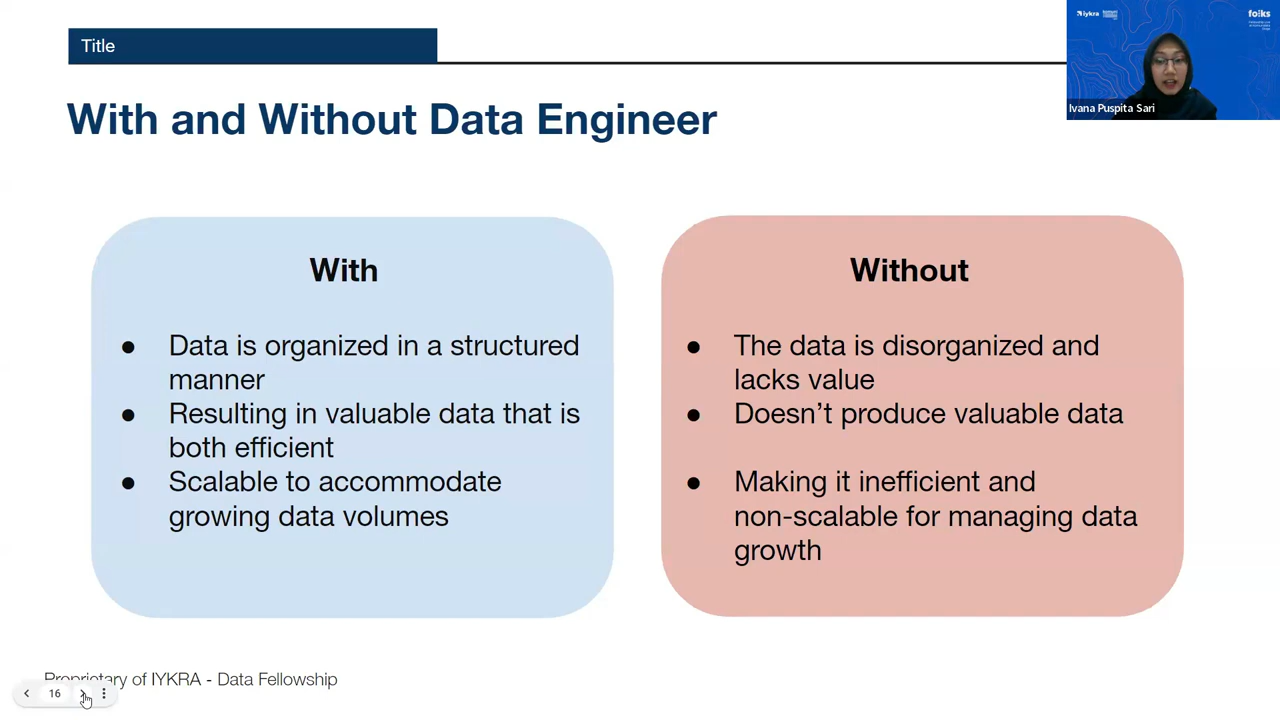 Title
iykra
fo/ks
Ivana Puspita Sari
With and Without Data Engineer
With
● Data is organized in a structured
manner
● Resulting in valuable data that is
both efficient
● Scalable to accommodate
growing data volumes
Without
● The data is disorganized and
lacks value
● Doesn’t produce valuable data
● Making it inefficient and
non-scalable for managing data
growth
Proprietary of IYKRA - Data Fellowship
16